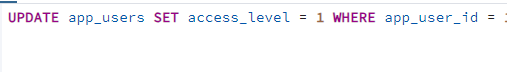 UPDATE app_users SET access_level = 1 WHERE app_user_id =